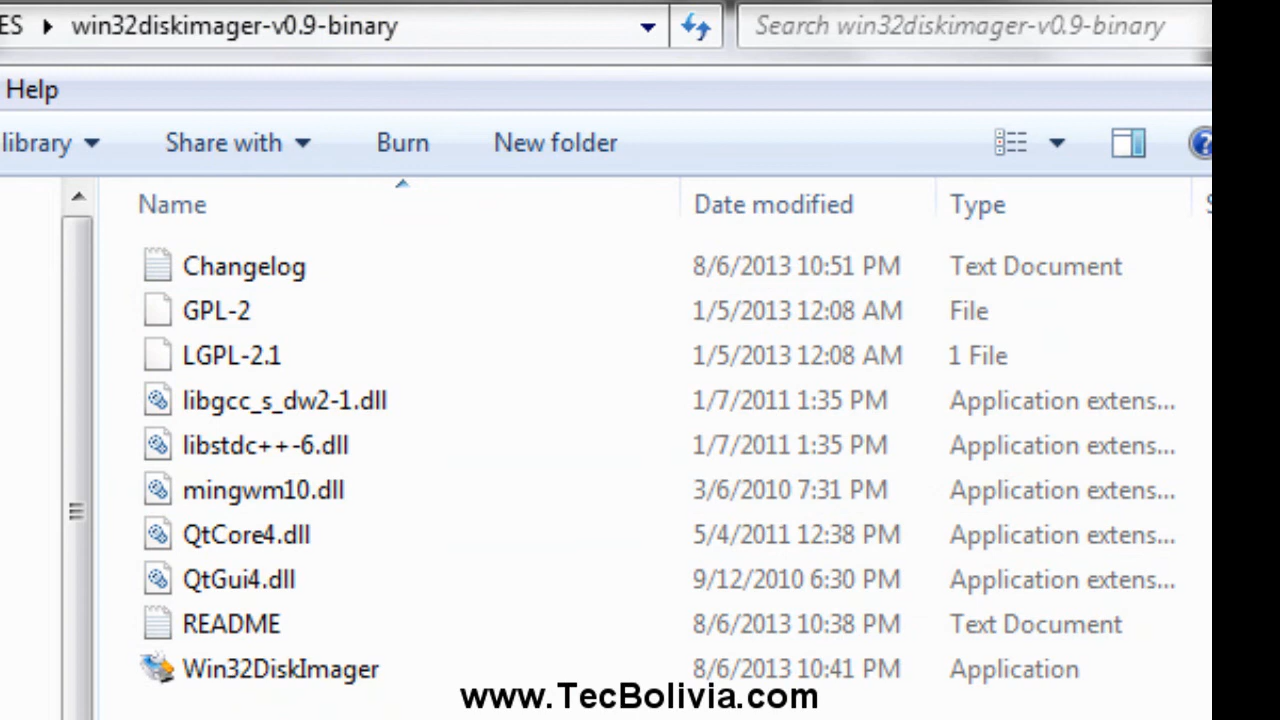 ES ▸ win32diskimager-v0.9-binary Search win32diskimager-v0.9-binary
Help
library Share with Burn New folder
Name Date modified Type
Changelog 8/6/2013 10:51 PM Text Document
GPL-2 1/5/2013 12:08 AM File
LGPL-2.1 1/5/2013 12:08 AM 1 File
libgcc_s_dw2-1.dll 1/7/2011 1:35 PM Application extens...
libstdc++-6.dll 1/7/2011 1:35 PM Application extens...
mingwm10.dll 3/6/2010 7:31 PM Application extens...
QtCore4.dll 5/4/2011 12:38 PM Application extens...
QtGui4.dll 9/12/2010 6:30 PM Application extens...
README 8/6/2013 10:38 PM Text Document
Win32DiskImager 8/6/2013 10:41 PM Application
www.TecBolivia.com